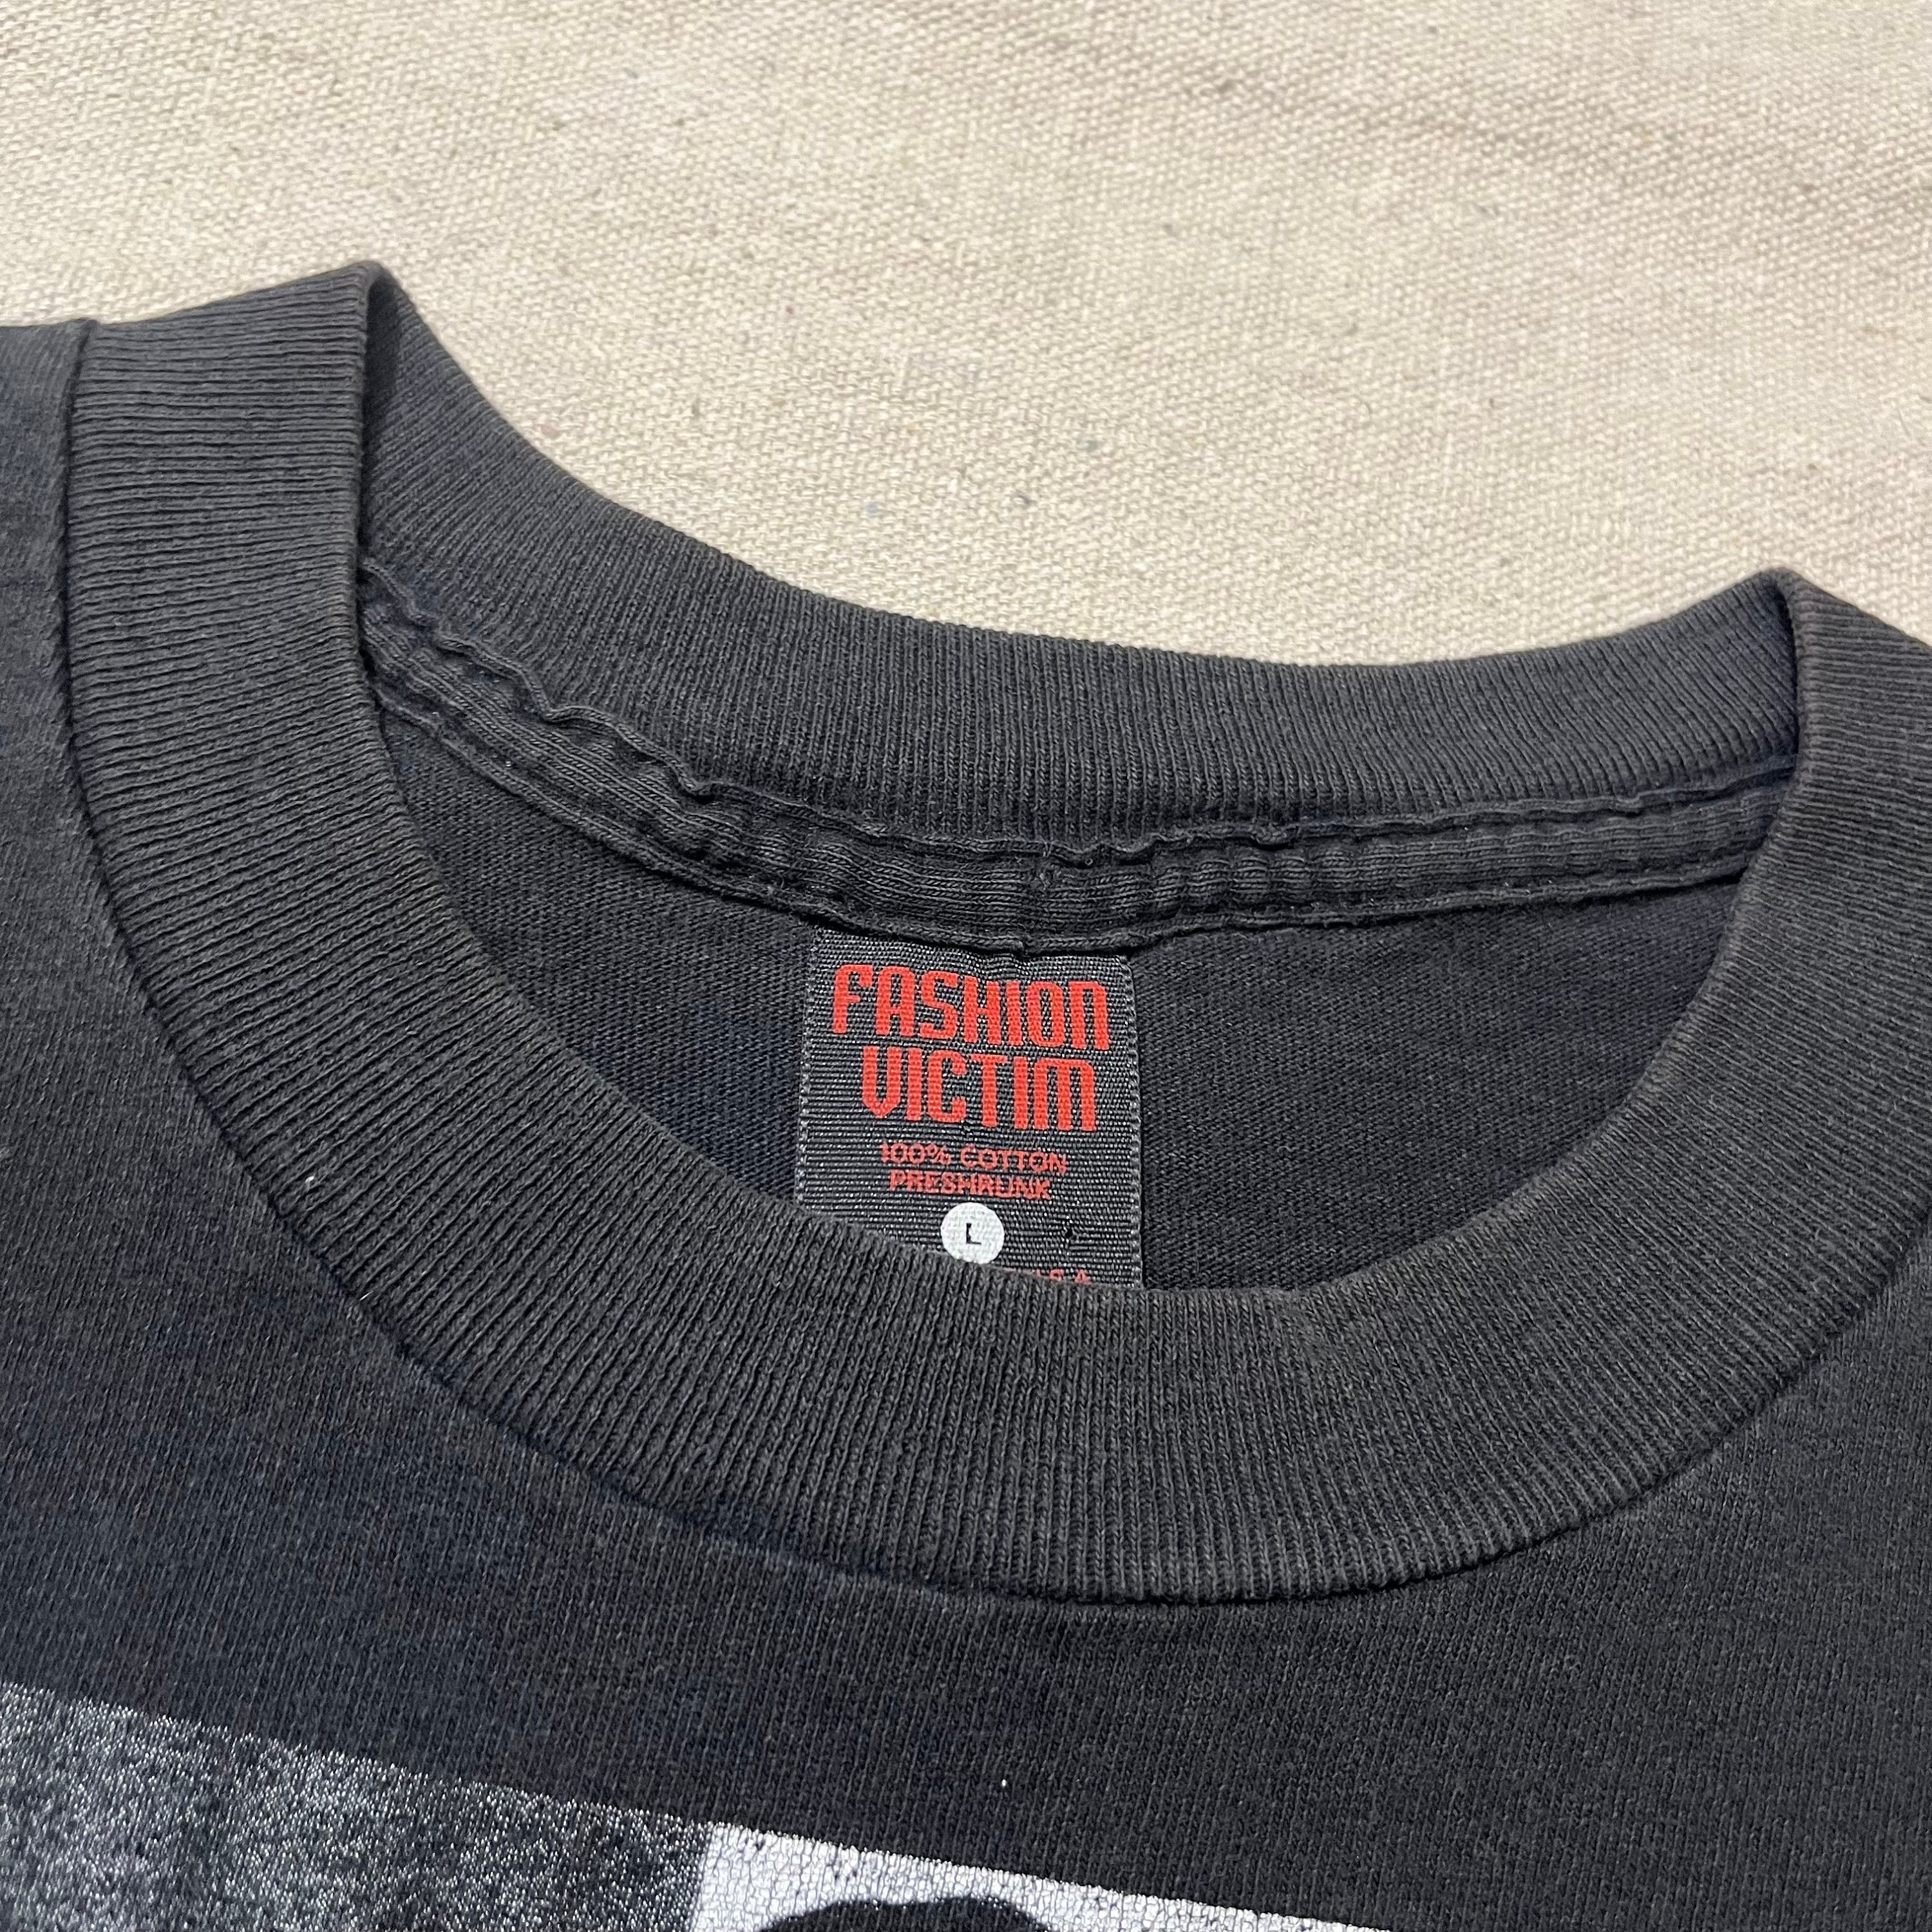 FASHION
VICTIM
100% COTTON
PRESHRUNK
L